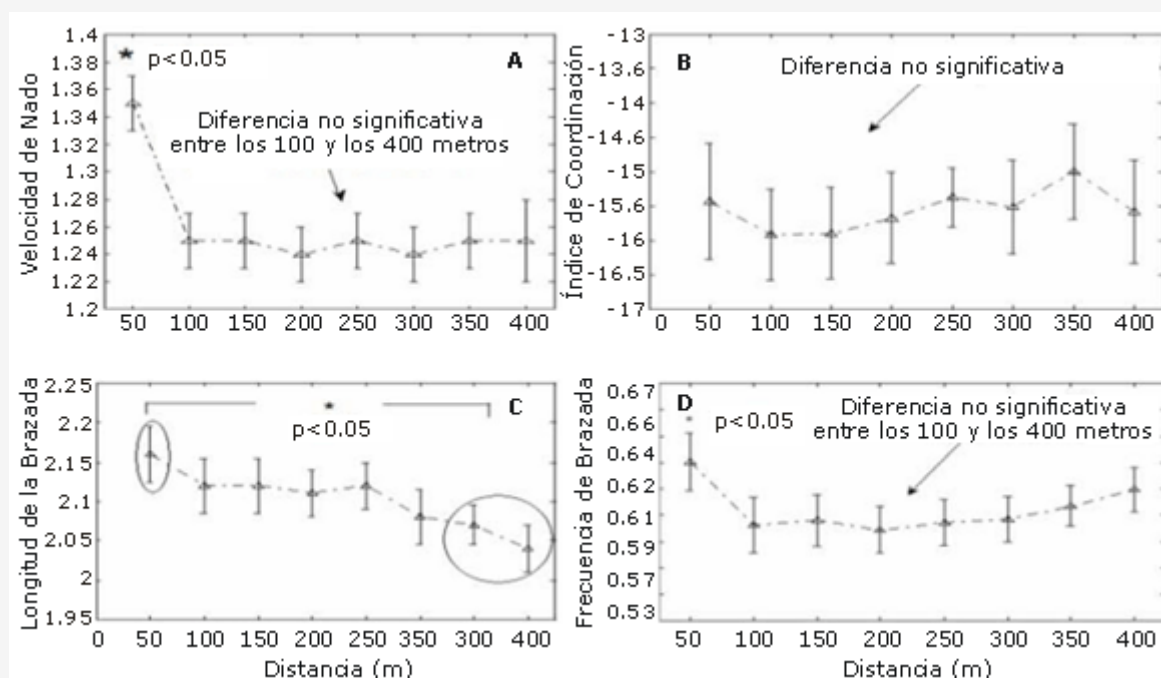 Velocidad de Nado
1.4
1.38
1.36
1.34
1.32
1.3
1.28
1.26
1.24
1.22
1.2
* p<0.05
A
Diferencia no significativa
entre los 100 y los 400 metros
50 100 150 200 250 300 350 400
Índice de Coordinación
-13
-13.6
-14
-14.6
-15
-15.6
-16
-16.5
-17
B
Diferencia no significativa
0 50 100 150 200 250 300 350 400
Longitud de la Brazada
2.25
2.2
2.15
2.1
2.05
2
1.95
*
p<0.05
C
0 50 100 150 200 250 350 300 400
Distancia (m)
Frecuencia de Brazada
0.67
0.66
0.64
0.62
0.61
0.59
0.57
0.53
* p<0.05
D
Diferencia no significativa
entre los 100 y los 400 metros
50 100 150 200 250 300 350 400
Distancia (m)